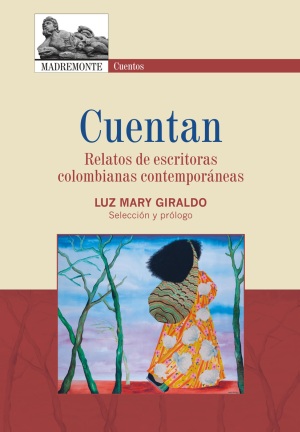 MADREMONTE
Cuentos
Cuentan
Relatos de escritoras
colombianas contemporáneas
LUZ MARY GIRALDO
Selección y prólogo